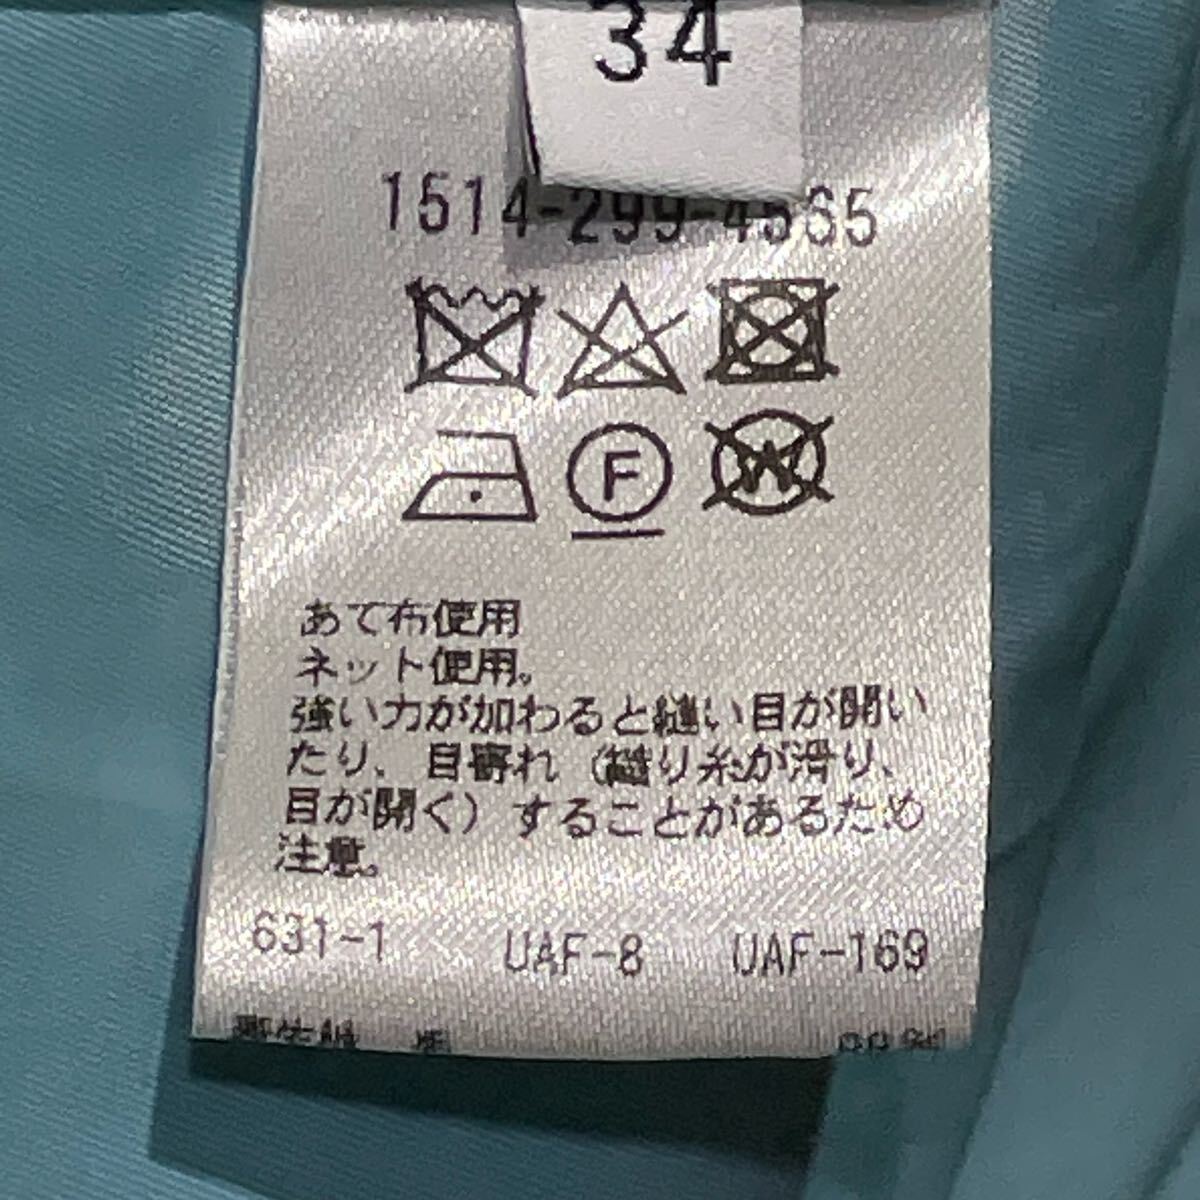 34
1514-299-4565
F
W
あて布使用
ネット使用。
強い力が加わると縫い目が開い
たり、目寄れ（縫り糸が滑り、
目が開く）することがあるため
注意。
631-1 UAF-8 UAF-169